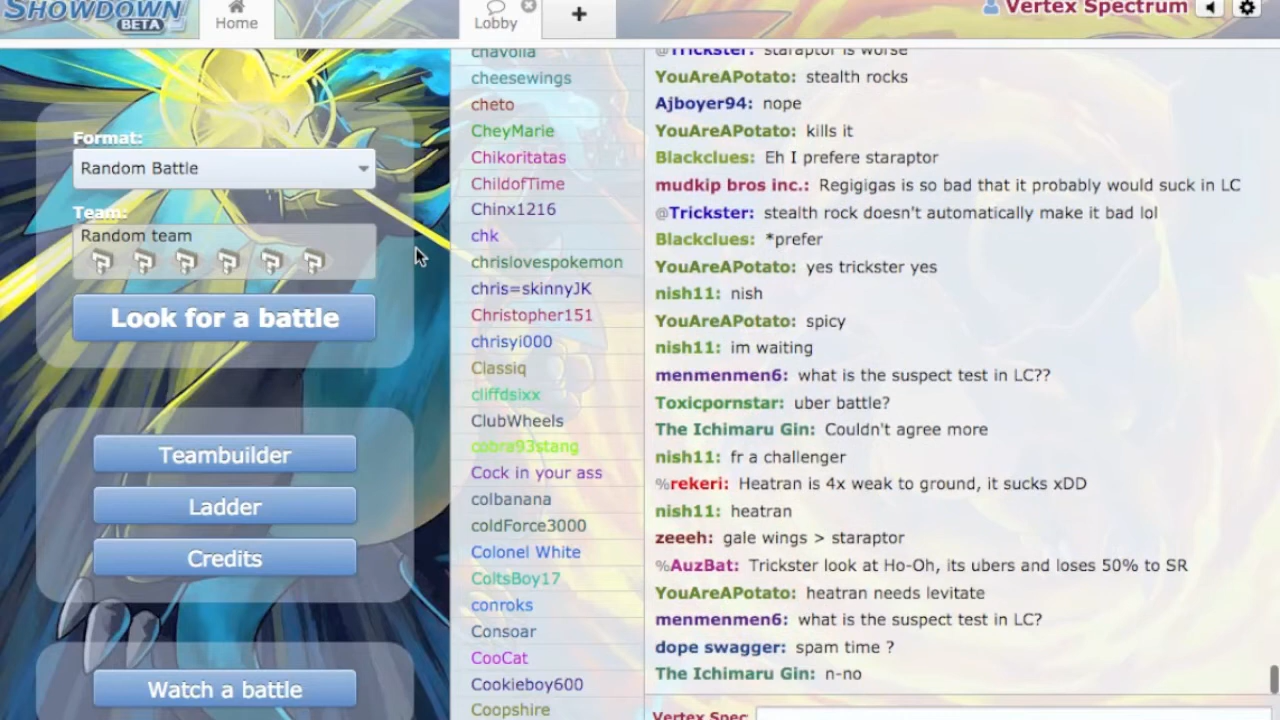 SHOWDOWN
BETA
Home
Lobby
+
Vertex Spectrum
Format:
Random Battle
Team:
Random team
? ? ? ? ? ?
Look for a battle
Teambuilder
Ladder
Credits
Watch a battle
chavolla
cheesewings
cheto
CheyMarie
Chikoritatas
ChildofTime
Chinx1216
chk
chrislovespokemon
chris=skinnyJK
Christopher151
chrisyi000
Classiq
cliffdsixx
ClubWheels
cobra93stang
Cock in your ass
colbanana
coldForce3000
Colonel White
ColtsBoy17
conroks
Consoar
CooCat
Cookieboy600
Coopshire
@Trickster: staraptor is worse
YouAreAPotato: stealth rocks
Ajboyer94: nope
YouAreAPotato: kills it
Blackclues: Eh I prefere staraptor
mudkip bros inc.: Regigigas is so bad that it probably would suck in LC
@Trickster: stealth rock doesn't automatically make it bad lol
Blackclues: *prefer
YouAreAPotato: yes trickster yes
nish11: nish
YouAreAPotato: spicy
nish11: im waiting
menmenmen6: what is the suspect test in LC??
Toxicpornstar: uber battle?
The Ichimaru Gin: Couldn't agree more
nish11: fr a challenger
%rekeri: Heatran is 4x weak to ground, it sucks xDD
nish11: heatran
zeeeh: gale wings > staraptor
%AuzBat: Trickster look at Ho-Oh, its ubers and loses 50% to SR
YouAreAPotato: heatran needs levitate
menmenmen6: what is the suspect test in LC?
dope swagger: spam time ?
The Ichimaru Gin: n-no
Vertex Spec